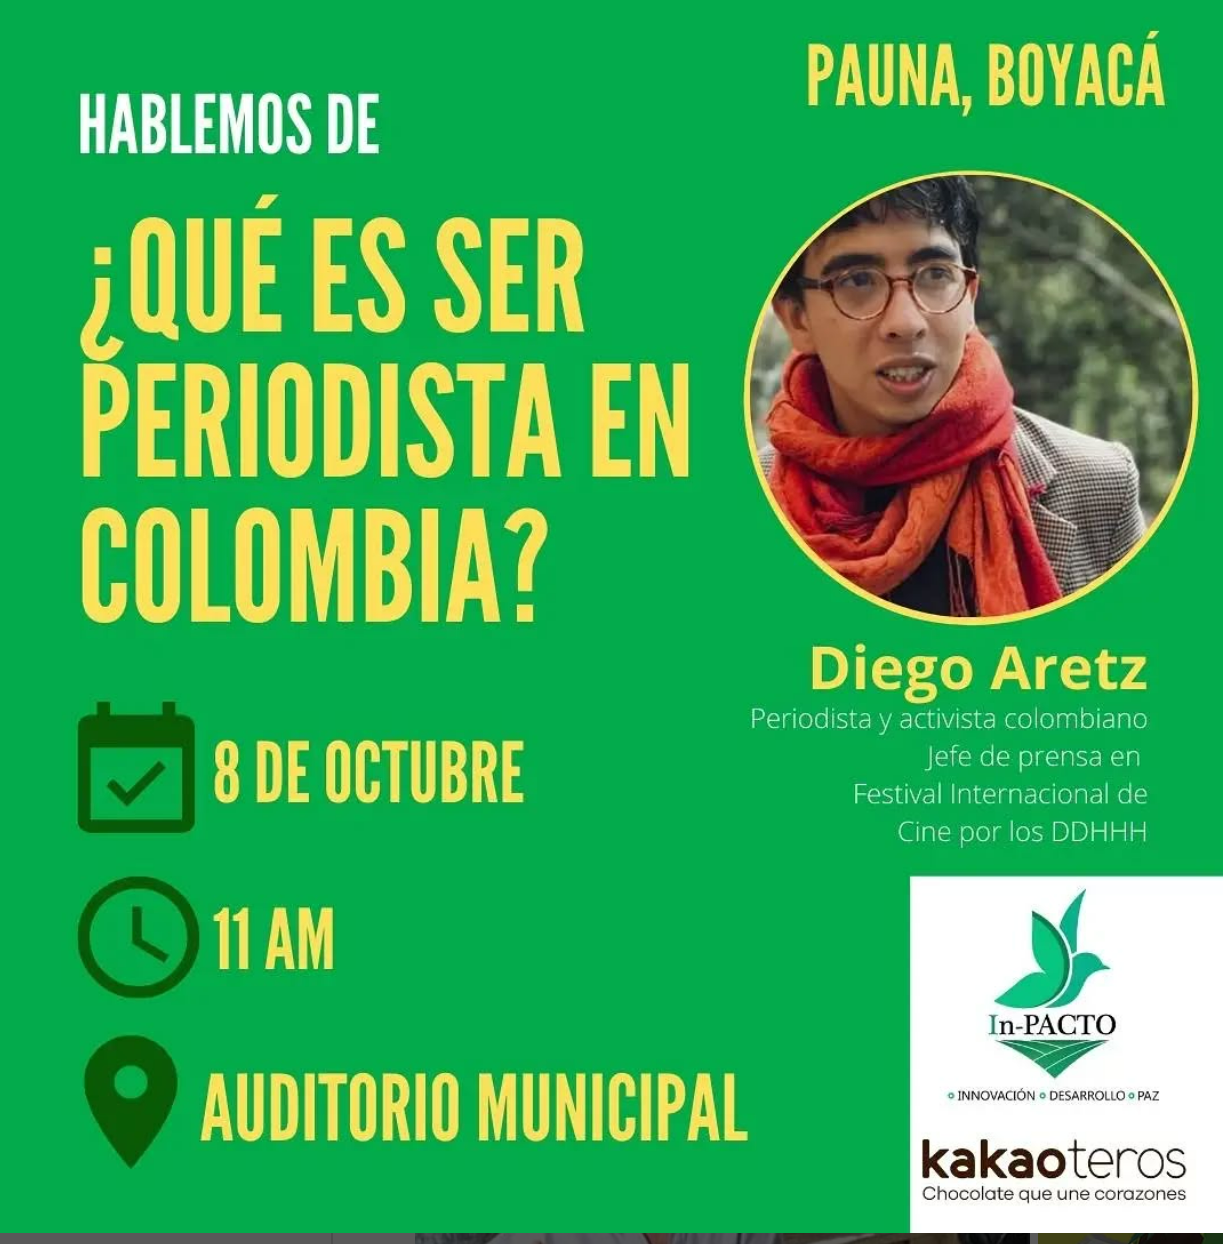 PAUNA, BOYACÁ
HABLEMOS DE
¿QUÉ ES SER
PERIODISTA EN
COLOMBIA?
Diego Aretz
Periodista y activista colombiano
Jefe de prensa en
Festival Internacional de
Cine por los DDHHH
8 DE OCTUBRE
11 AM
AUDITORIO MUNICIPAL
In-PACTO
INNOVACIÓN DESARROLLO PAZ
kakaoteros
Chocolate que une corazones